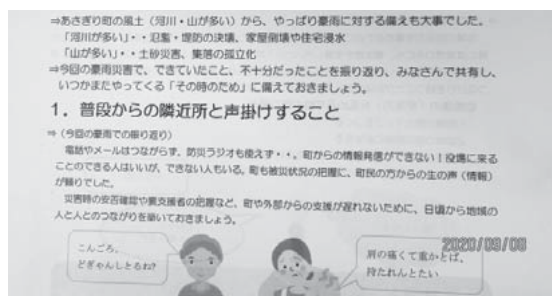 ⇒あさぎり町の風土（河川・山が多い）から、やっぱり豪雨に対する備えも大事でした。
「河川が多い」・・氾濫・堤防の決壊、家屋倒壊や住宅浸水
「山が多い」・・土砂災害、集落の孤立化
⇒今回の豪雨災害で、できていたこと、不十分だったことを振り返り、みなさんで共有し、
いつかまたやってくる「その時のため」に備えておきましょう。
1．普段からの隣近所と声掛けすること
⇒（今回の豪雨での振り返り）
電話やメールはつながらず、防災ラジオも使えず・・、町からの情報発信ができない！役場に来る
ことのできる人はいいが、できない人もいる。町も被災状況の把握に、町民の方からの生の声（情報）
が頼りでした。
災害時の安否確認や要支援者の把握など、町や外部からの支援が遅れないために、日頃から地域の
人と人とのつながりを築いておきましょう。
こんごろ、
どぎゃんしとるね？
肩の痛くて重かとば、
持たれんとたい
2020/09/08